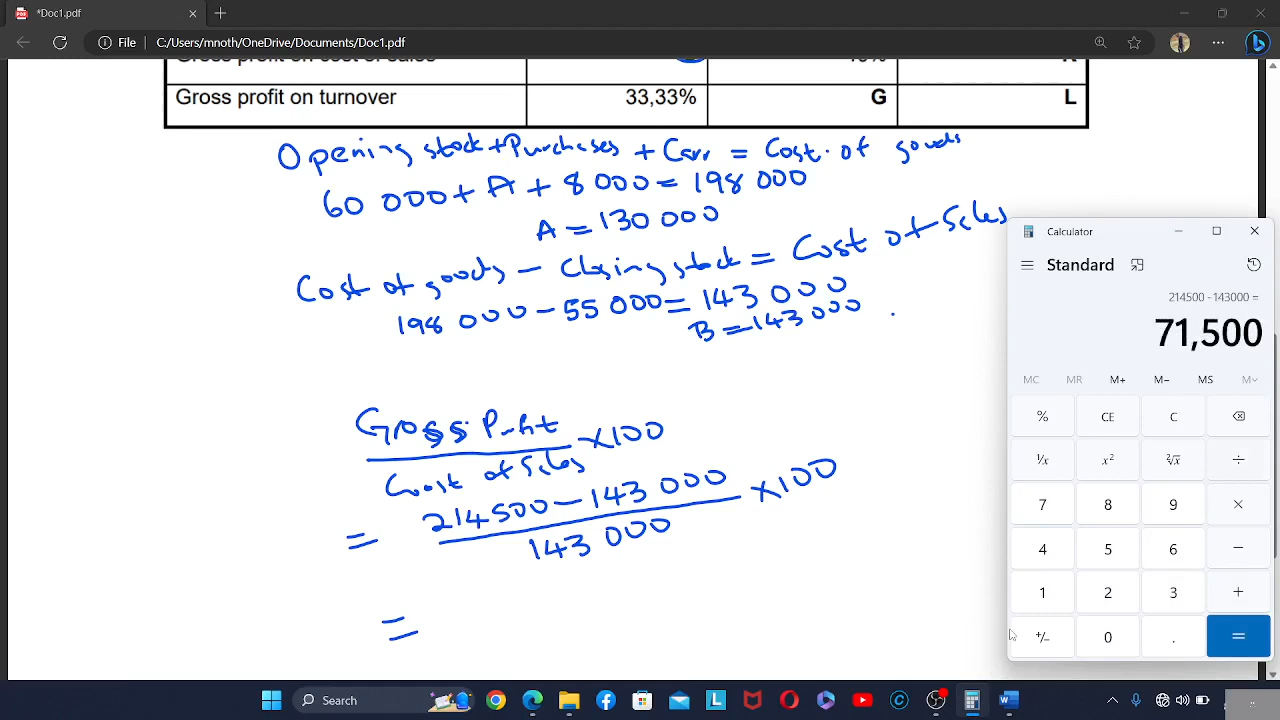 *Doc1.pdf
File C:/Users/mnoth/OneDrive/Documents/Doc1.pdf
Gross profit on turnover 33,33% G L
Opening stock + Purchases + Carr = Cost of goods
60 000 + A + 8 000 = 198 000
A = 130 000
Cost of goods - Closing stock = Cost of Sales
198 000 - 55 000 = 143 000
B = 143 000
Gross Profit
Cost of Sales ×100
= 214 500 - 143 000
143 000 ×100
=
Calculator
Standard
214500 - 143000 =
71,500
MC MR M+ M− MS M˅
% CE C
¹/x x² ²√x ÷
7 8 9 ×
4 5 6 −
1 2 3 +
+/− 0 . =
Search